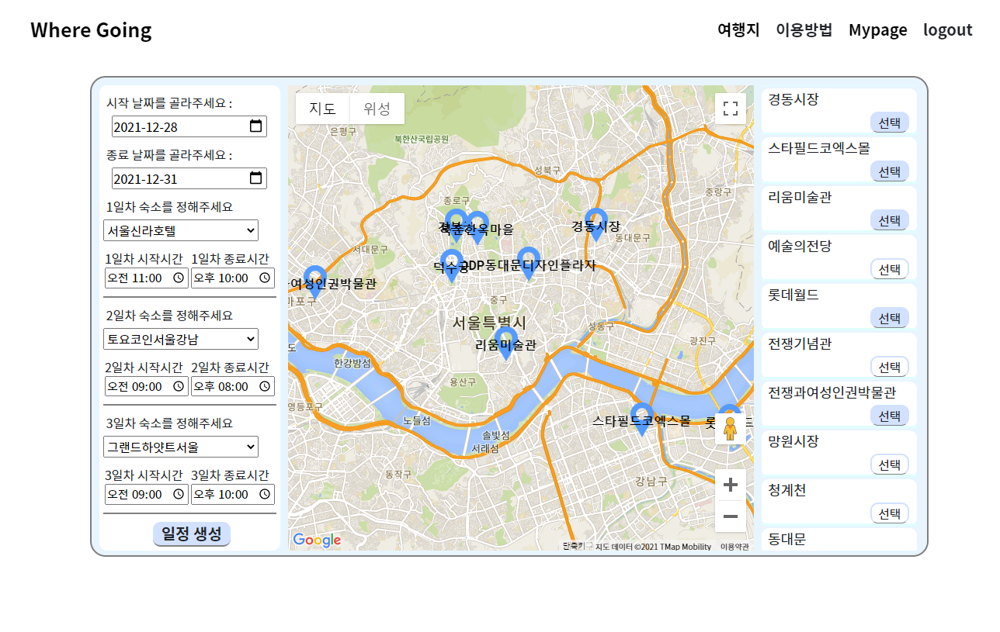 Where Going
여행지 이용방법 Mypage logout
시작 날짜를 골라주세요 :
2021-12-28
종료 날짜를 골라주세요 :
2021-12-31
1일차 숙소를 정해주세요
서울신라호텔
1일차 시작시간 1일차 종료시간
오전 11:00 오후 10:00
2일차 숙소를 정해주세요
토요코인서울강남
2일차 시작시간 2일차 종료시간
오전 09:00 오후 08:00
3일차 숙소를 정해주세요
그랜드하얏트서울
3일차 시작시간 3일차 종료시간
오전 09:00 오후 10:00
일정 생성
지도 위성
은평구
북한산국립공원
성북구
중랑구
종로구
북촌한옥마을
경동시장
동대문구
서대문구
덕수궁
DDP동대문디자인플라자
여성인권박물관
마포구
중구
서울특별시
성동구
리움미술관
광진구
한강밤섬
용산구
영등포구
노들섬
스타필드코엑스몰
솔빛섬
서래섬
동작구
강남구
Google
단축키 지도 데이터 ©2021 TMap Mobility 이용약관
경동시장
선택
스타필드코엑스몰
선택
리움미술관
선택
예술의전당
선택
롯데월드
선택
전쟁기념관
선택
전쟁과여성인권박물관
선택
망원시장
선택
청계천
선택
동대문